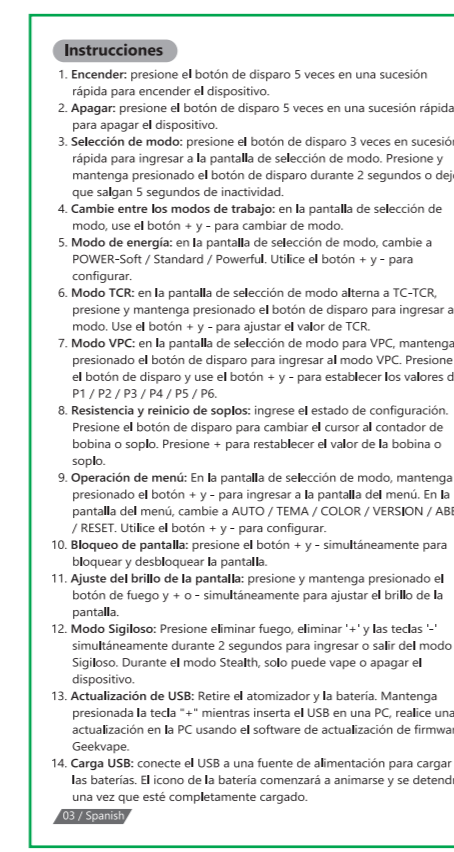 Instrucciones
1. Encender: presione el botón de disparo 5 veces en una sucesión
rápida para encender el dispositivo.
2. Apagar: presione el botón de disparo 5 veces en una sucesión rápida
para apagar el dispositivo.
3. Selección de modo: presione el botón de disparo 3 veces en sucesión
rápida para ingresar a la pantalla de selección de modo. Presione y
mantenga presionado el botón de disparo durante 2 segundos o deje
que salgan 5 segundos de inactividad.
4. Cambie entre los modos de trabajo: en la pantalla de selección de
modo, use el botón + y - para cambiar de modo.
5. Modo de energía: en la pantalla de selección de modo, cambie a
POWER-Soft / Standard / Powerful. Utilice el botón + y - para
configurar.
6. Modo TCR: en la pantalla de selección de modo alterna a TC-TCR,
presione y mantenga presionado el botón de disparo para ingresar a
modo. Use el botón + y - para ajustar el valor de TCR.
7. Modo VPC: en la pantalla de selección de modo para VPC, mantenga
presionado el botón de disparo para ingresar al modo VPC. Presione
el botón de disparo y use el botón + y - para establecer los valores d
P1 / P2 / P3 / P4 / P5 / P6.
8. Resistencia y reinicio de soplos: ingrese el estado de configuración.
Presione el botón de disparo para cambiar el cursor al contador de
bobina o soplo. Presione + para restablecer el valor de la bobina o
soplo.
9. Operación de menú: En la pantalla de selección de modo, mantenga
presionado el botón + y - para ingresar a la pantalla del menú. En la
pantalla del menú, cambie a AUTO / TEMA / COLOR / VERSION / ABE
/ RESET. Utilice el botón + y - para configurar.
10. Bloqueo de pantalla: presione el botón + y - simultáneamente para
bloquear y desbloquear la pantalla.
11. Ajuste del brillo de la pantalla: presione y mantenga presionado el
botón de fuego y + o - simultáneamente para ajustar el brillo de la
pantalla.
12. Modo Sigiloso: Presione eliminar fuego, eliminar '+' y las teclas '-'
simultáneamente durante 2 segundos para ingresar o salir del modo
Sigiloso. Durante el modo Stealth, solo puede vape o apagar el
dispositivo.
13. Actualización de USB: Retire el atomizador y la batería. Mantenga
presionada la tecla "+" mientras inserta el USB en una PC, realice una
actualización en la PC usando el software de actualización de firmwar
Geekvape.
14. Carga USB: conecte el USB a una fuente de alimentación para cargar
las baterías. El icono de la batería comenzará a animarse y se detendr
una vez que esté completamente cargado.
03 / Spanish